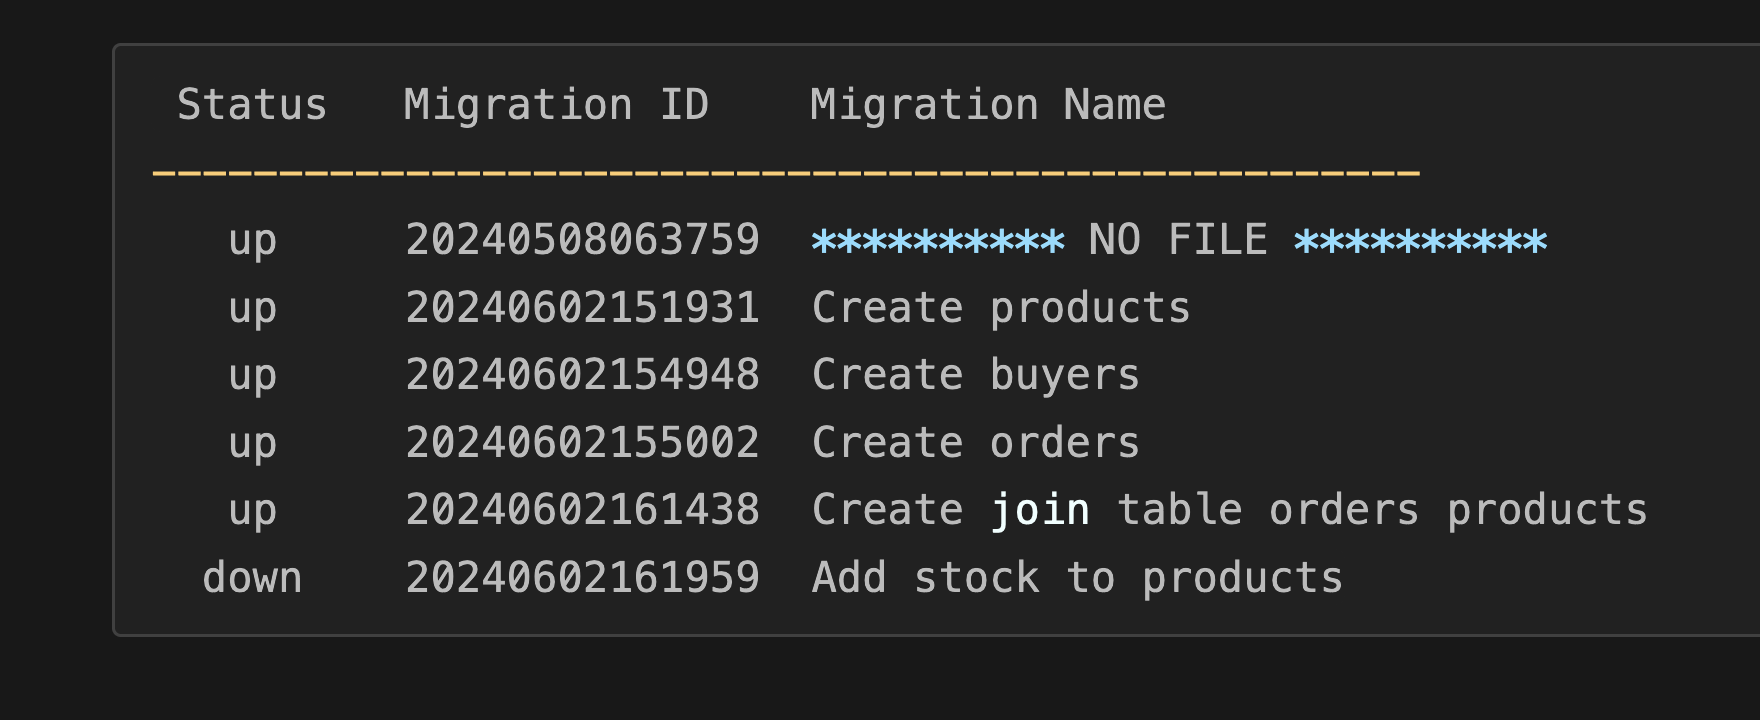 Status   Migration ID    Migration Name
--------------------------------------------------
up     20240508063759  ********** NO FILE **********
up     20240602151931  Create products
up     20240602154948  Create buyers
up     20240602155002  Create orders
up     20240602161438  Create join table orders products
down    20240602161959  Add stock to products